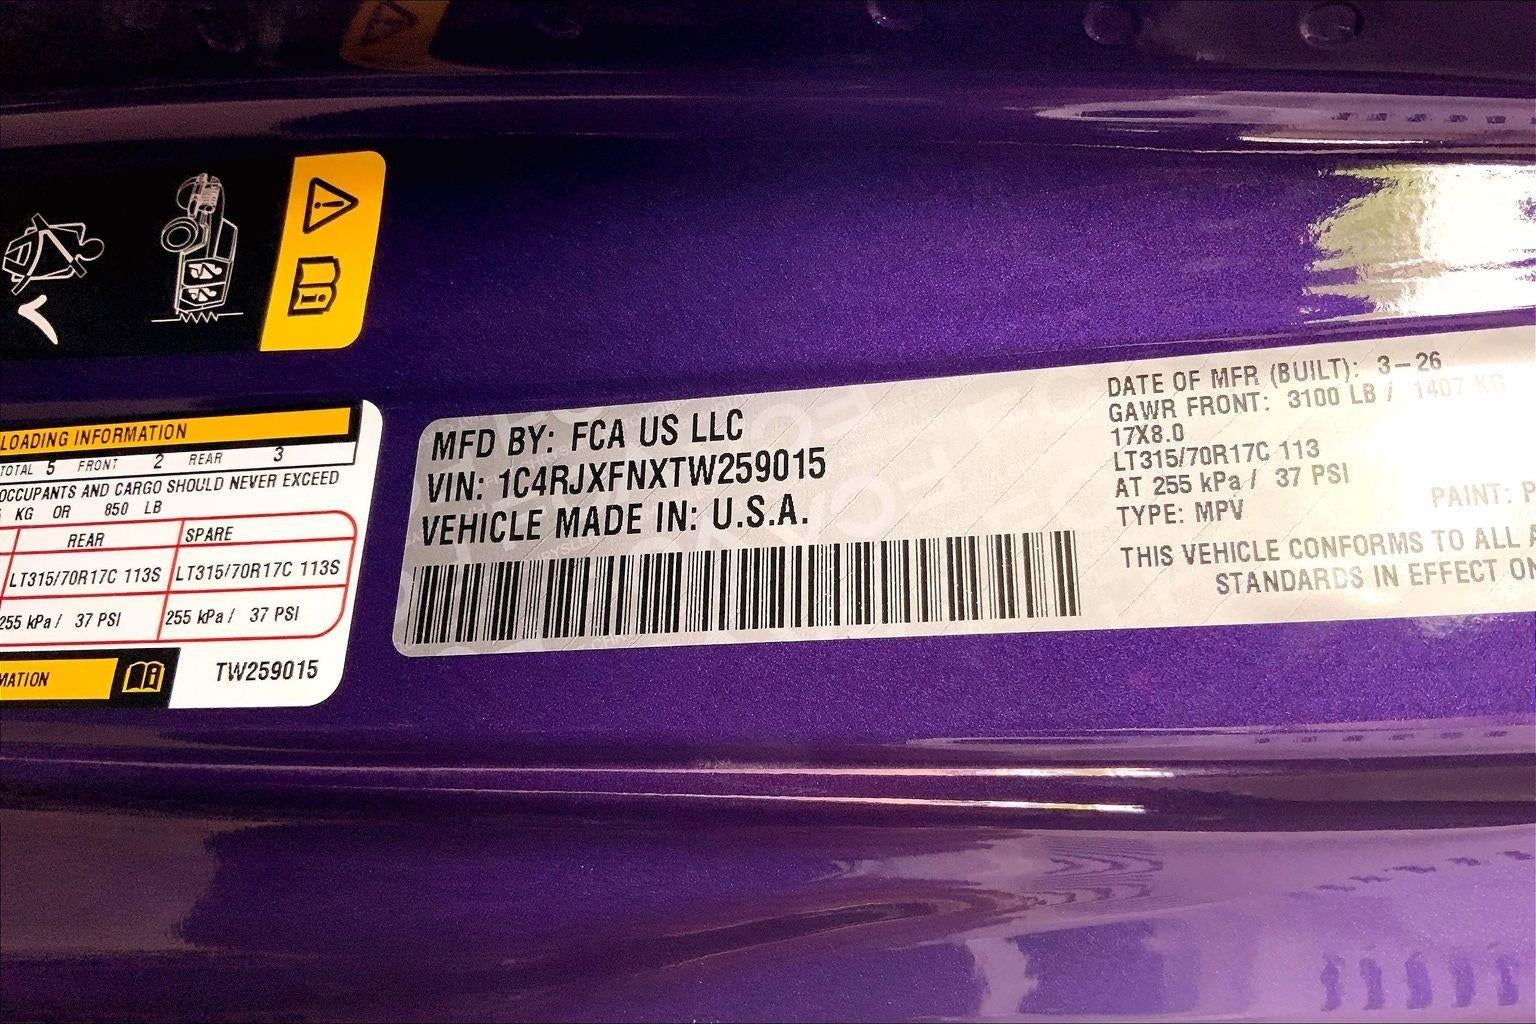 LOADING INFORMATION
TOTAL 5 FRONT 2 REAR 3
OCCUPANTS AND CARGO SHOULD NEVER EXCEED
KG OR 850 LB
REAR SPARE
LT315/70R17C 113S LT315/70R17C 113S
255 kPa / 37 PSI 255 kPa / 37 PSI
MATION
TW259015
MFD BY: FCA US LLC
VIN: 1C4RJXFNXTW259015
VEHICLE MADE IN: U.S.A.
DATE OF MFR (BUILT): 3-26
GAWR FRONT: 3100 LB / 1407 KG
17X8.0
LT315/70R17C 113
AT 255 kPa / 37 PSI
TYPE: MPV PAINT: P
THIS VEHICLE CONFORMS TO ALL A
STANDARDS IN EFFECT ON